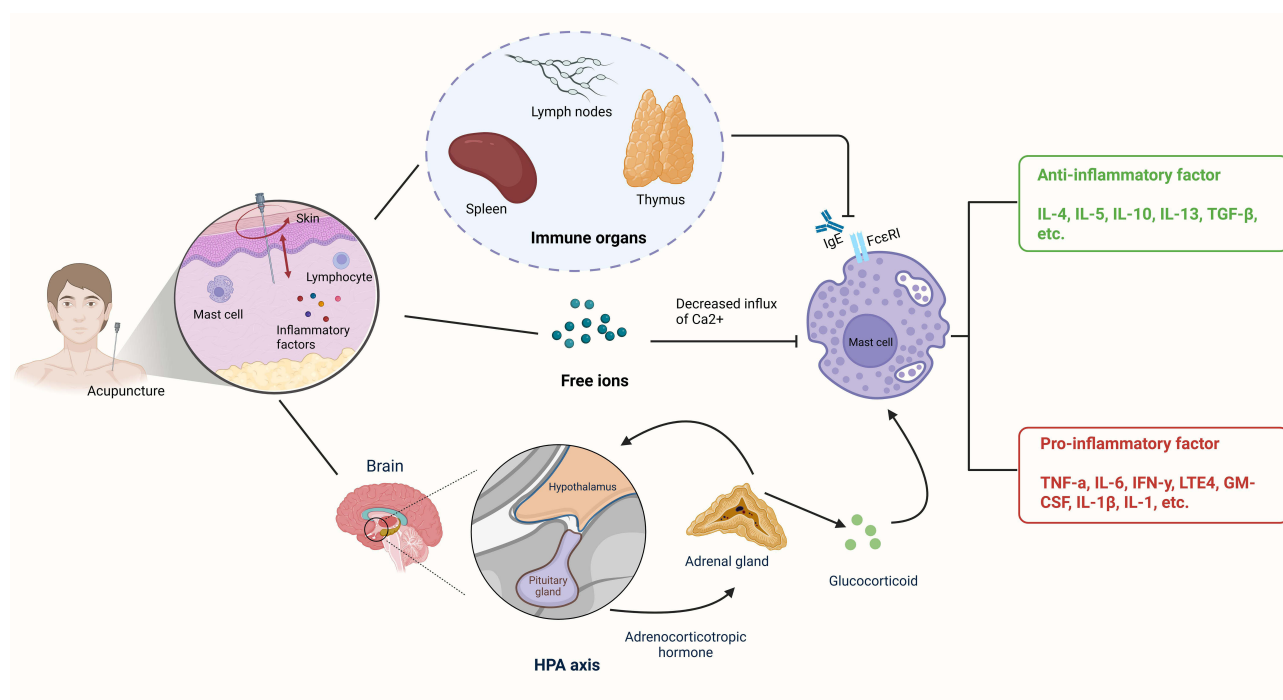 Lymph nodes
Spleen
Thymus
Immune organs
Skin
Lymphocyte
Mast cell
Inflammatory
factors
Acupuncture
IgE
FcεRI
Mast cell
Decreased influx
of Ca2+
Free ions
Anti-inflammatory factor
IL-4, IL-5, IL-10, IL-13, TGF-β,
etc.
Pro-inflammatory factor
TNF-a, IL-6, IFN-γ, LTE4, GM-
CSF, IL-1β, IL-1, etc.
Brain
Hypothalamus
Pituitary
gland
HPA axis
Adrenal gland
Adrenocorticotropic
hormone
Glucocorticoid